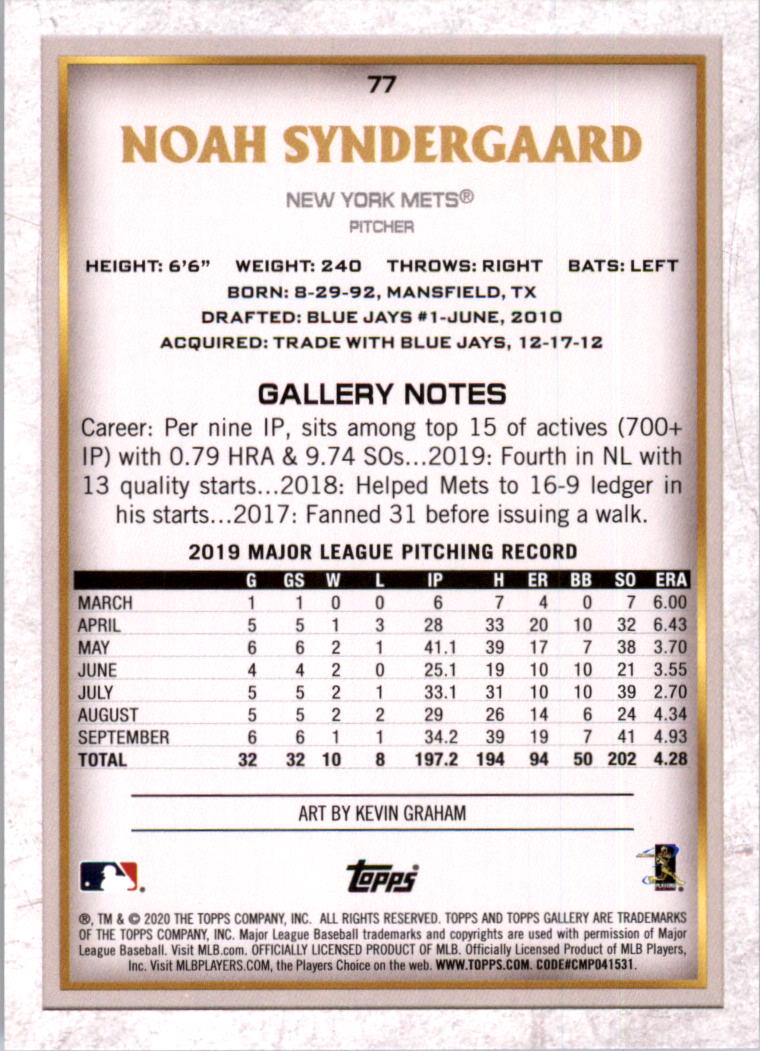 77
NOAH SYNDERGAARD
NEW YORK METS®
PITCHER
HEIGHT: 6'6" WEIGHT: 240 THROWS: RIGHT BATS: LEFT
BORN: 8-29-92, MANSFIELD, TX
DRAFTED: BLUE JAYS #1-JUNE, 2010
ACQUIRED: TRADE WITH BLUE JAYS, 12-17-12
GALLERY NOTES
Career: Per nine IP, sits among top 15 of actives (700+
IP) with 0.79 HRA & 9.74 SOs...2019: Fourth in NL with
13 quality starts...2018: Helped Mets to 16-9 ledger in
his starts...2017: Fanned 31 before issuing a walk.
2019 MAJOR LEAGUE PITCHING RECORD
G GS W L IP H ER BB SO ERA
MARCH 1 1 0 0 6 7 4 0 7 6.00
APRIL 5 5 1 3 28 33 20 10 32 6.43
MAY 6 6 2 1 41.1 39 17 7 38 3.70
JUNE 4 4 2 0 25.1 19 10 10 21 3.55
JULY 5 5 2 1 33.1 31 10 10 39 2.70
AUGUST 5 5 2 2 29 26 14 6 24 4.34
SEPTEMBER 6 6 1 1 34.2 39 19 7 41 4.93
TOTAL 32 32 10 8 197.2 194 94 50 202 4.28
ART BY KEVIN GRAHAM
topps
PLAYERS
®, TM & © 2020 THE TOPPS COMPANY, INC. ALL RIGHTS RESERVED. TOPPS AND TOPPS GALLERY ARE TRADEMARKS
OF THE TOPPS COMPANY, INC. Major League Baseball trademarks and copyrights are used with permission of Major
League Baseball. Visit MLB.com. OFFICIALLY LICENSED PRODUCT OF MLB. Officially Licensed Product of MLB Players,
Inc. Visit MLBPLAYERS.COM, the Players Choice on the web. WWW.TOPPS.COM. CODE#CMP041531.